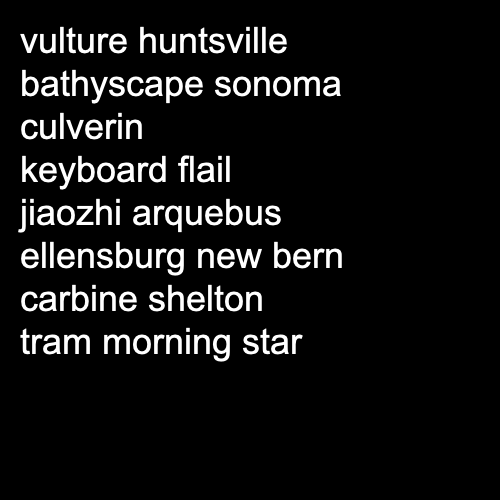 vulture huntsville
bathyscape sonoma
culverin
keyboard flail
jiaozhi arquebus
ellensburg new bern
carbine shelton
tram morning star